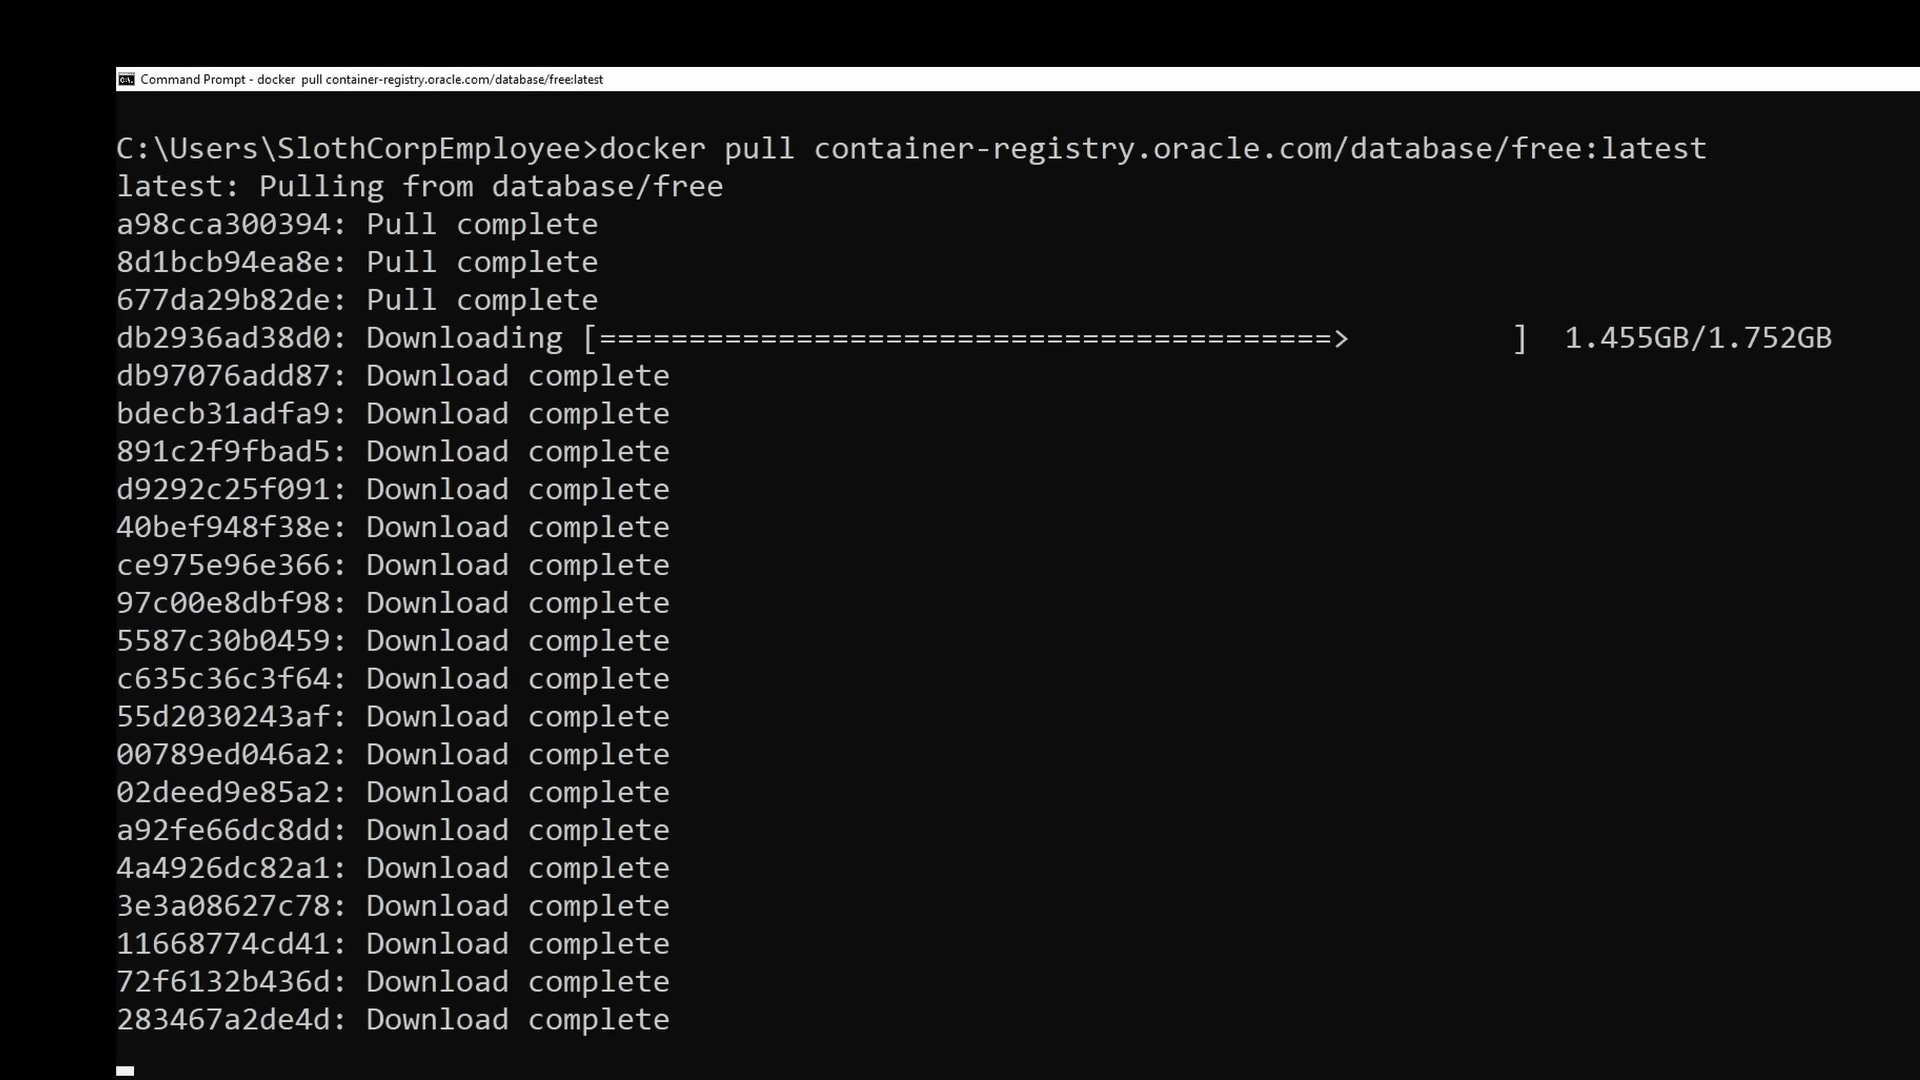 Command Prompt - docker  pull container-registry.oracle.com/database/free:latest
C:\Users\SlothCorpEmployee>docker pull container-registry.oracle.com/database/free:latest
latest: Pulling from database/free
a98cca300394: Pull complete
8d1bcb94ea8e: Pull complete
677da29b82de: Pull complete
db2936ad38d0: Downloading [=========================================>         ]  1.455GB/1.752GB
db97076add87: Download complete
bdecb31adfa9: Download complete
891c2f9fbad5: Download complete
d9292c25f091: Download complete
40bef948f38e: Download complete
ce975e96e366: Download complete
97c00e8dbf98: Download complete
5587c30b0459: Download complete
c635c36c3f64: Download complete
55d2030243af: Download complete
00789ed046a2: Download complete
02deed9e85a2: Download complete
a92fe66dc8dd: Download complete
4a4926dc82a1: Download complete
3e3a08627c78: Download complete
11668774cd41: Download complete
72f6132b436d: Download complete
283467a2de4d: Download complete